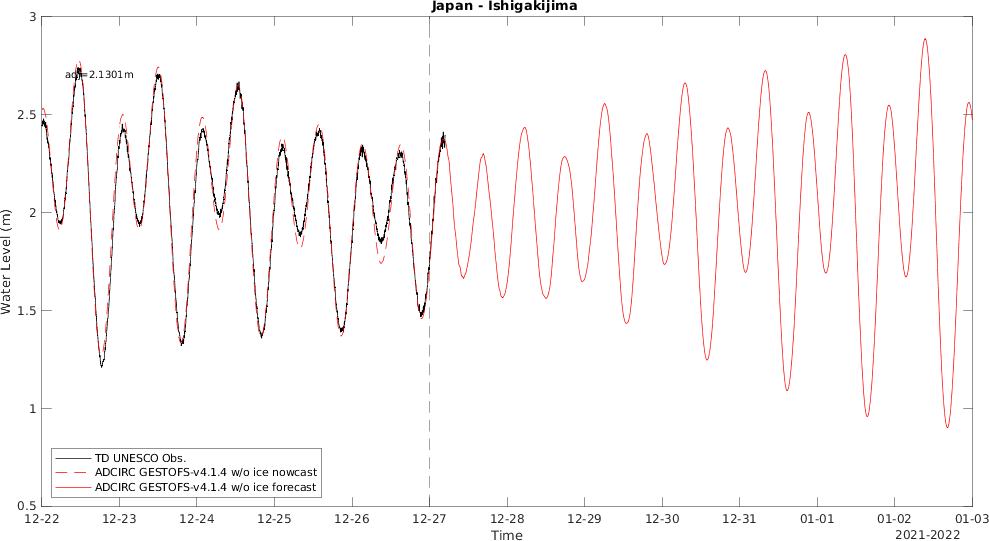 Japan - Ishigakijima
3
2.5
2
1.5
1
0.5
Water Level (m)
=2.1301m
TD UNESCO Obs.
ADCIRC GESTOFS-v4.1.4 w/o ice nowcast
ADCIRC GESTOFS-v4.1.4 w/o ice forecast
12-22 12-23 12-24 12-25 12-26 12-27 12-28 12-29 12-30 12-31 01-01 01-02 01-03
Time
2021-2022